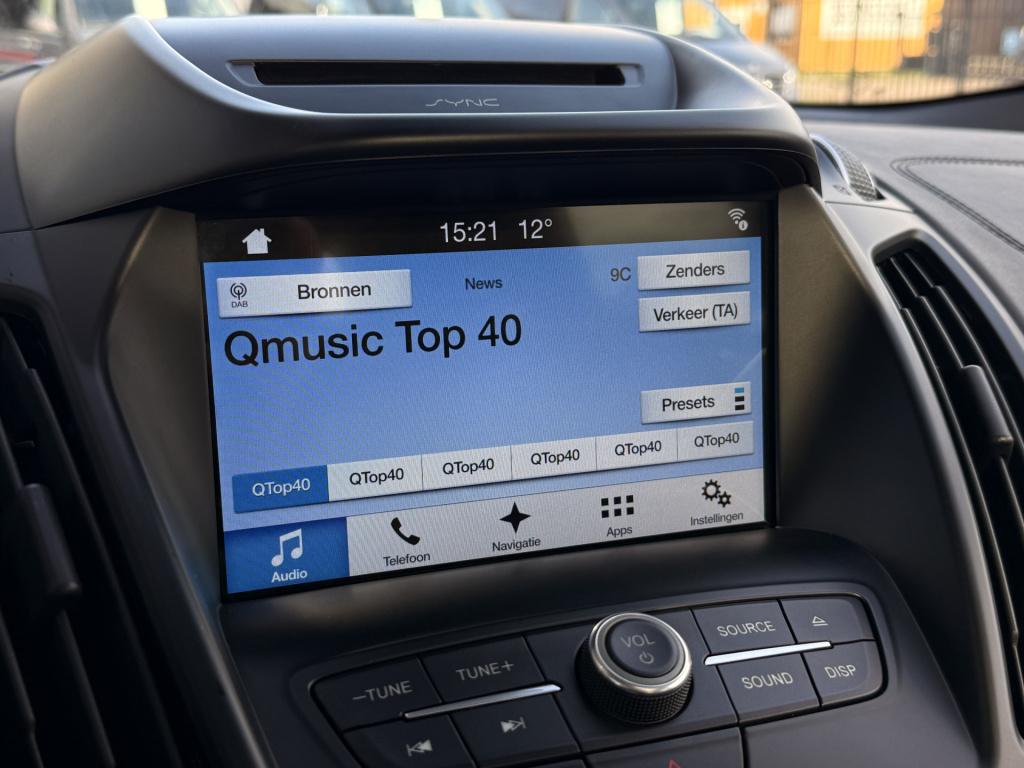 SYNC
15:21 12°
DAB Bronnen News 9C Zenders
Verkeer (TA)
Qmusic Top 40
Presets
QTop40 QTop40 QTop40 QTop40 QTop40 QTop40
Audio Telefoon Navigatie Apps Instellingen
–TUNE TUNE+ VOL SOURCE
SOUND DISP